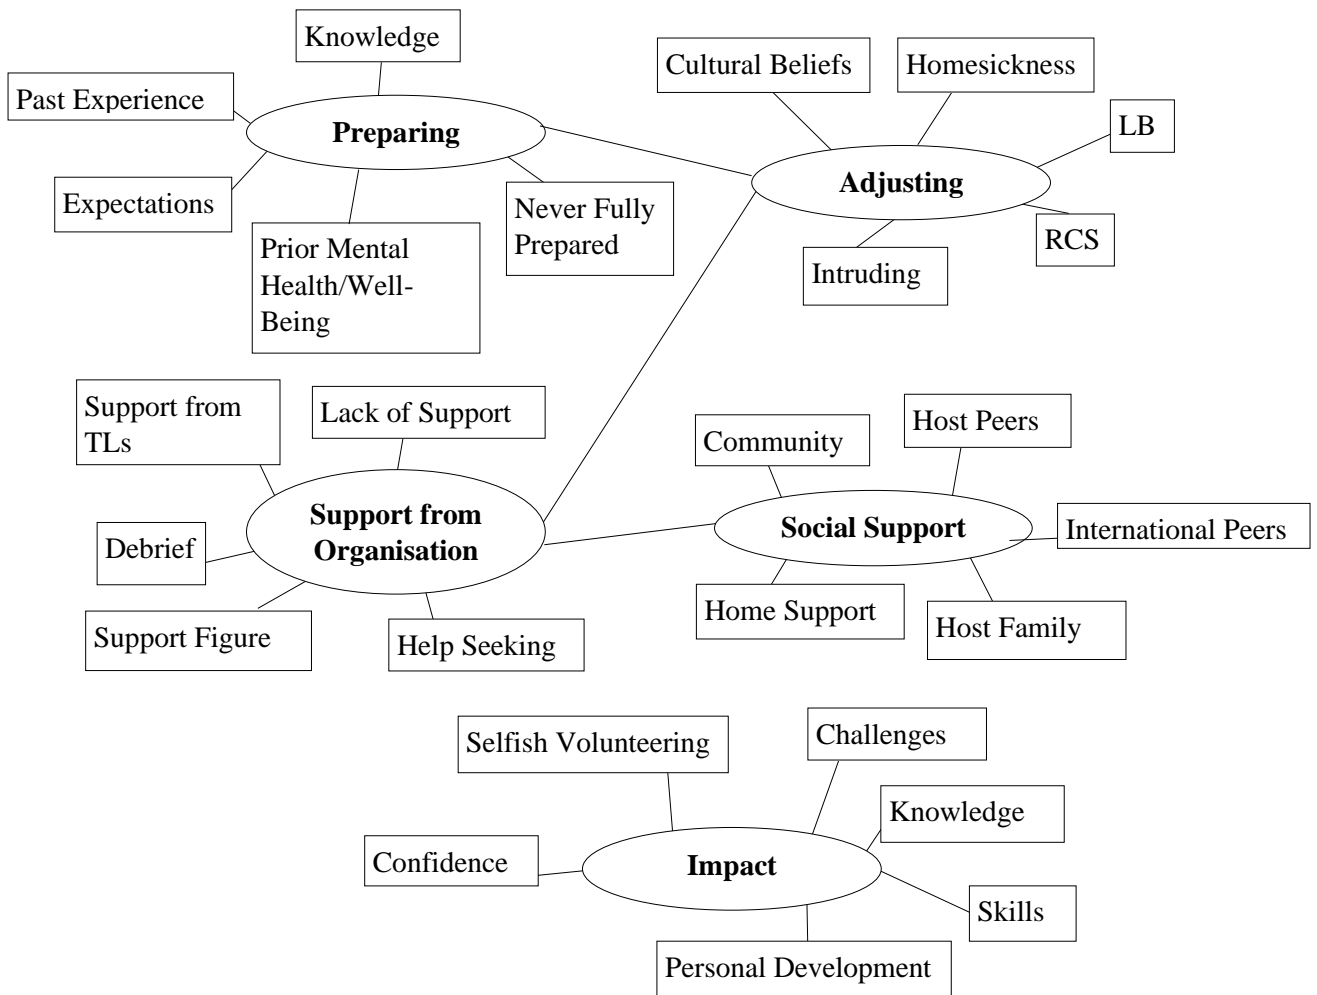 Knowledge
Past Experience
Preparing
Expectations
Prior Mental
Health/Well-
Being
Never Fully
Prepared
Cultural Beliefs
Homesickness
LB
Adjusting
RCS
Intruding
Support from
TLs
Lack of Support
Support from
Organisation
Debrief
Support Figure
Help Seeking
Community
Host Peers
Social Support
International Peers
Home Support
Host Family
Selfish Volunteering
Challenges
Knowledge
Confidence
Impact
Skills
Personal Development